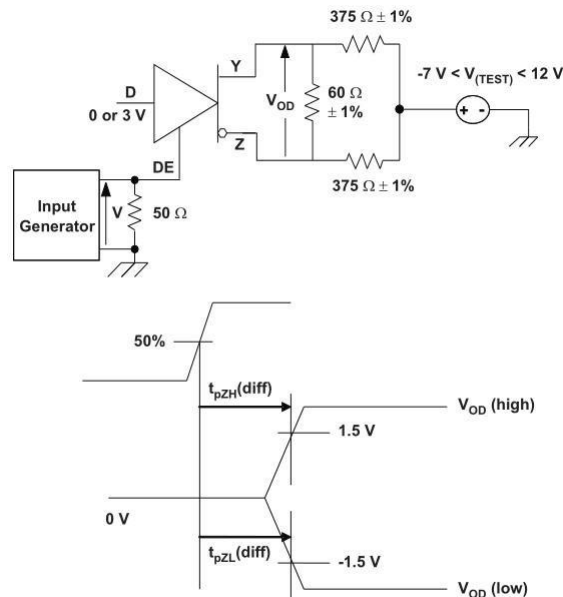 375 Ω ± 1%
Y
-7 V < V(TEST) < 12 V
D
0 or 3 V
VOD
60 Ω
± 1%
+ -
Z
DE
375 Ω ± 1%
Input
Generator
V
50 Ω
50%
tpZH(diff)
VOD (high)
1.5 V
0 V
tpZL(diff)
-1.5 V
VOD (low)